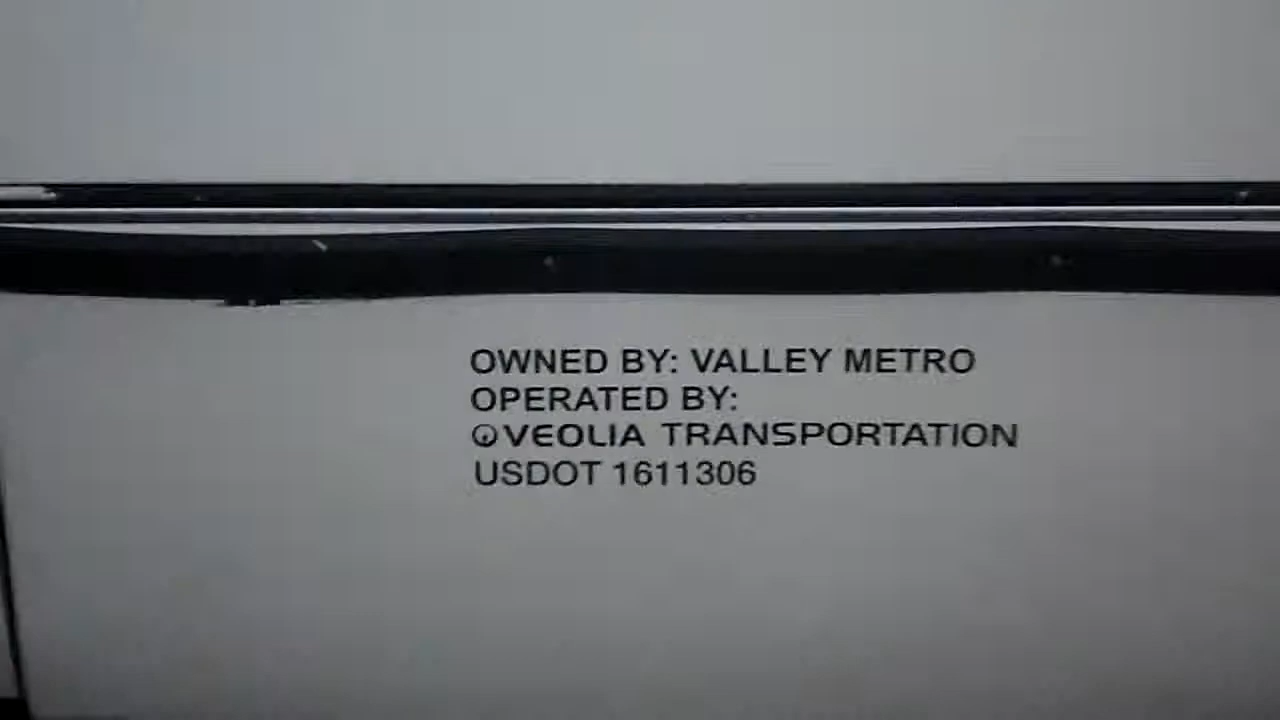 OWNED BY: VALLEY METRO
OPERATED BY:
VEOLIA TRANSPORTATION
USDOT 1611306